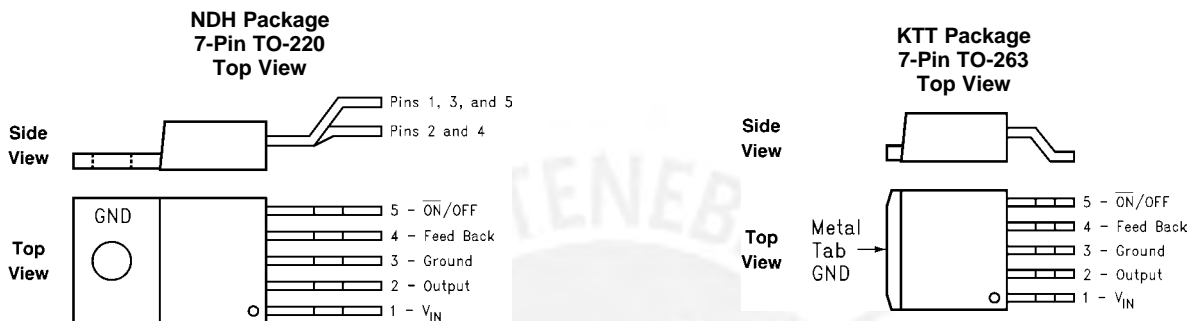 NDH Package
7-Pin TO-220
Top View
Side
View
Pins 1, 3, and 5
Pins 2 and 4
Top
View
GND
5 - O̅N̅/OFF
4 - Feed Back
3 - Ground
2 - Output
1 - VIN
KTT Package
7-Pin TO-263
Top View
Side
View
Top
View
Metal
Tab
GND
5 - O̅N̅/OFF
4 - Feed Back
3 - Ground
2 - Output
1 - VIN
TENEB